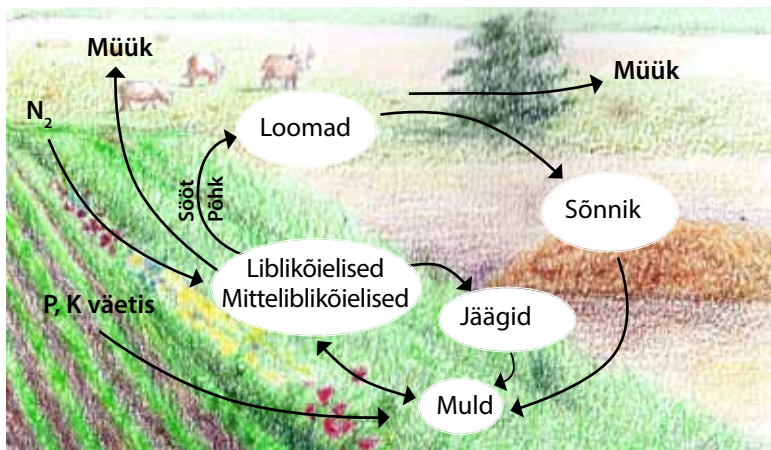 Müük
Müük
N2
Loomad
Sööt
Põhk
Sõnnik
Liblikõielised
Mitteliblikõielised
P, K väetis
Jäägid
Muld